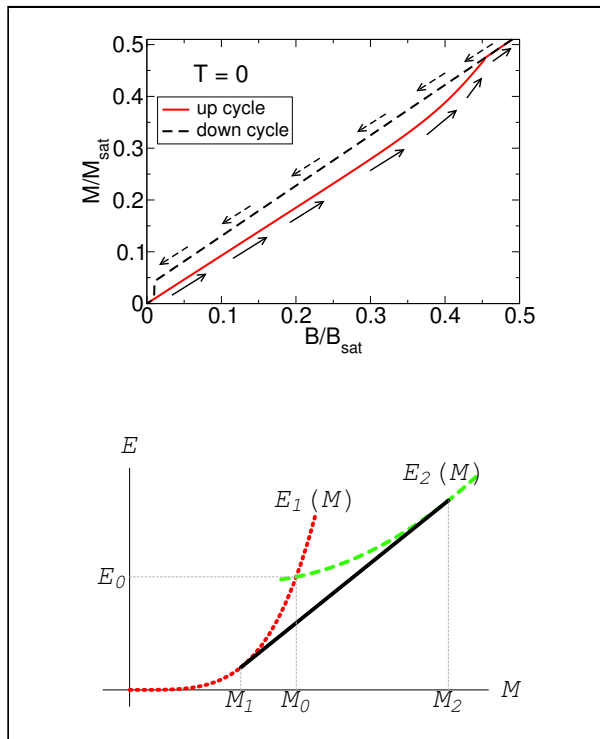 0.5
0.4
0.3
0.2
0.1
0
M/M_sat
T = 0
up cycle
down cycle
0 0.1 0.2 0.3 0.4 0.5
B/B_sat
E
E_1 (M) E_2 (M)
E_0
M_1 M_0 M_2 M